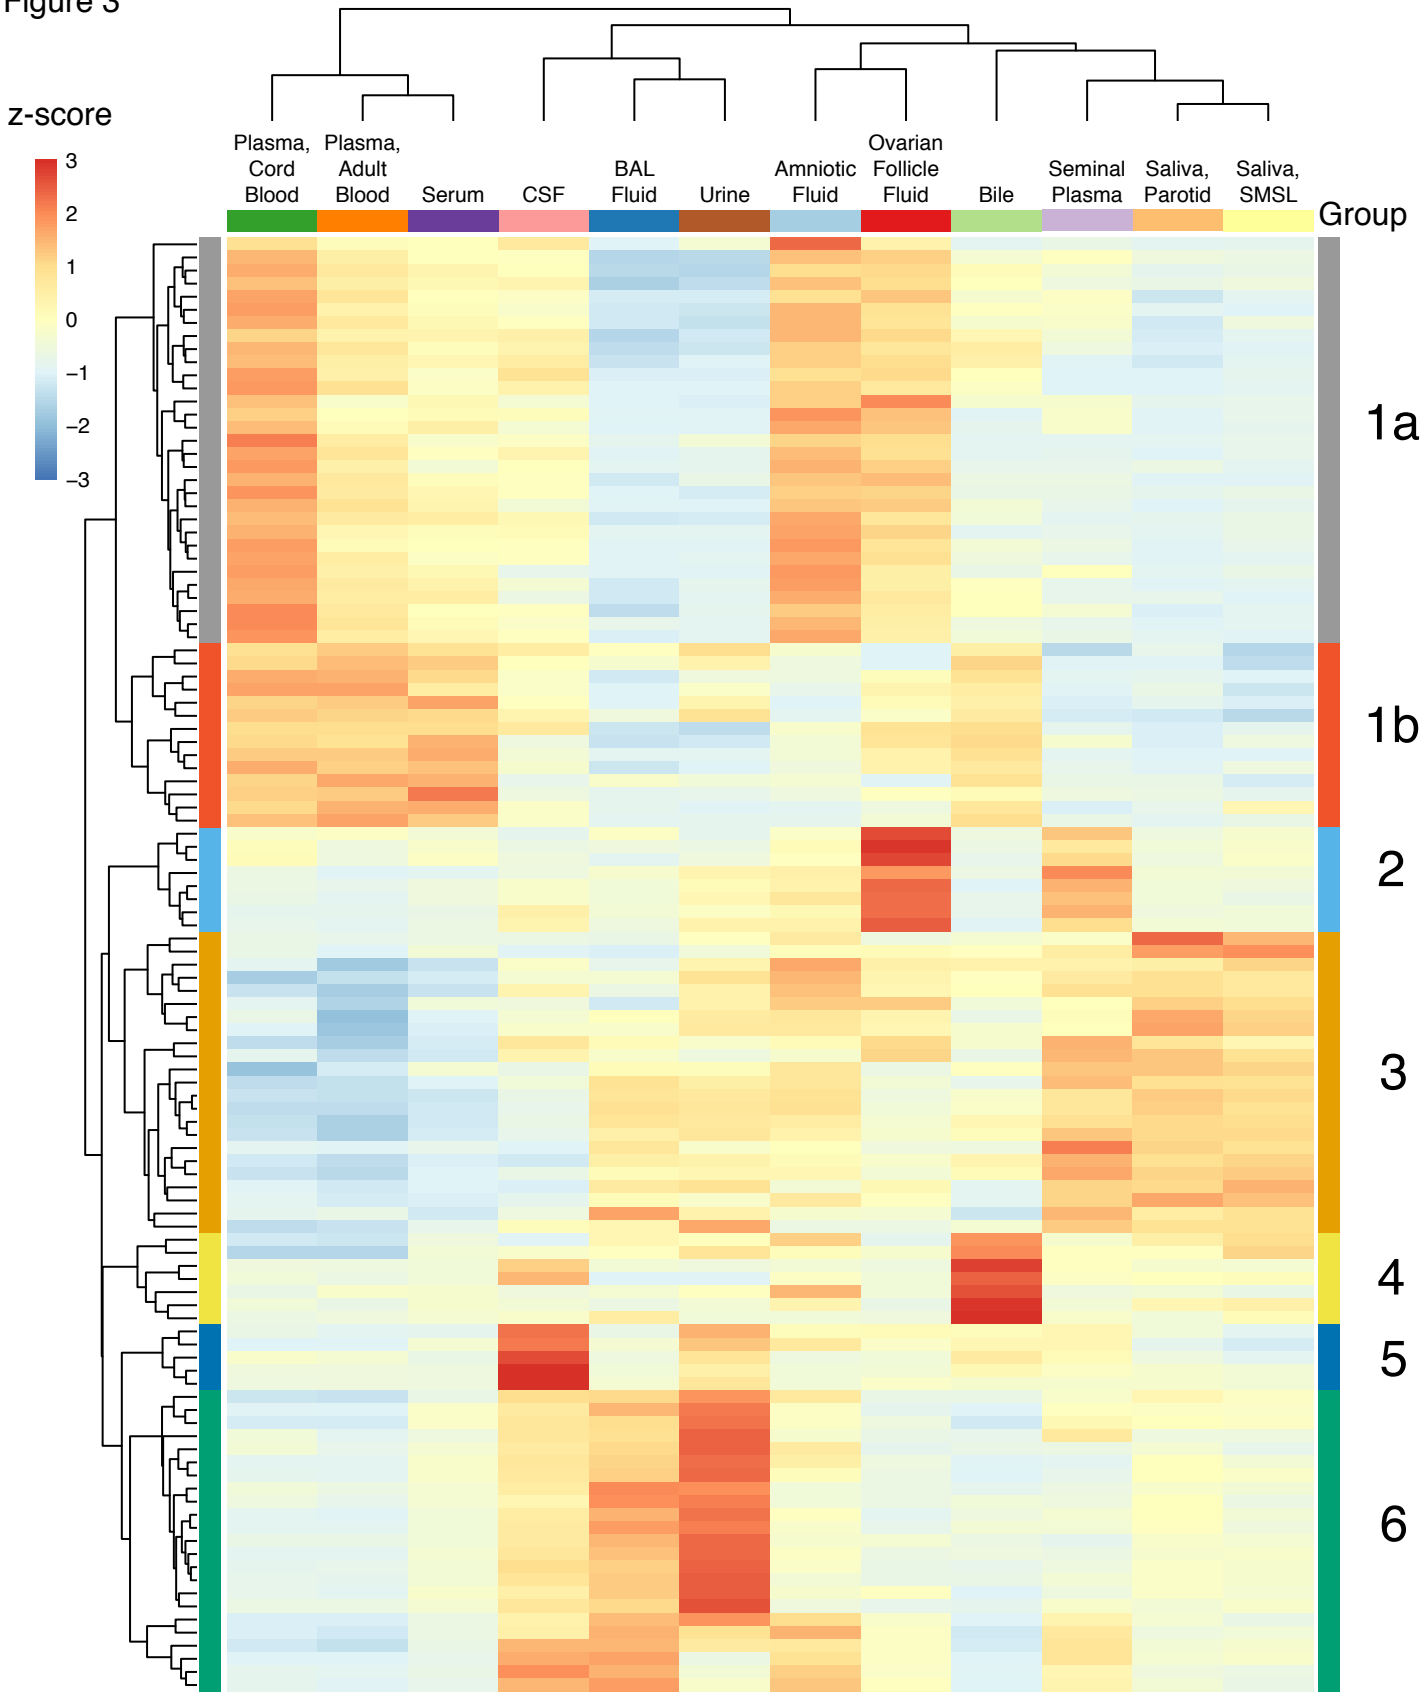 Figure 3
z-score
3
2
1
0
−1
−2
−3
Plasma,
Cord
Blood
Plasma,
Adult
Blood
Serum
CSF
BAL
Fluid
Urine
Amniotic
Fluid
Ovarian
Follicle
Fluid
Bile
Seminal
Plasma
Saliva,
Parotid
Saliva,
SMSL
Group
1a
1b
2
3
4
5
6